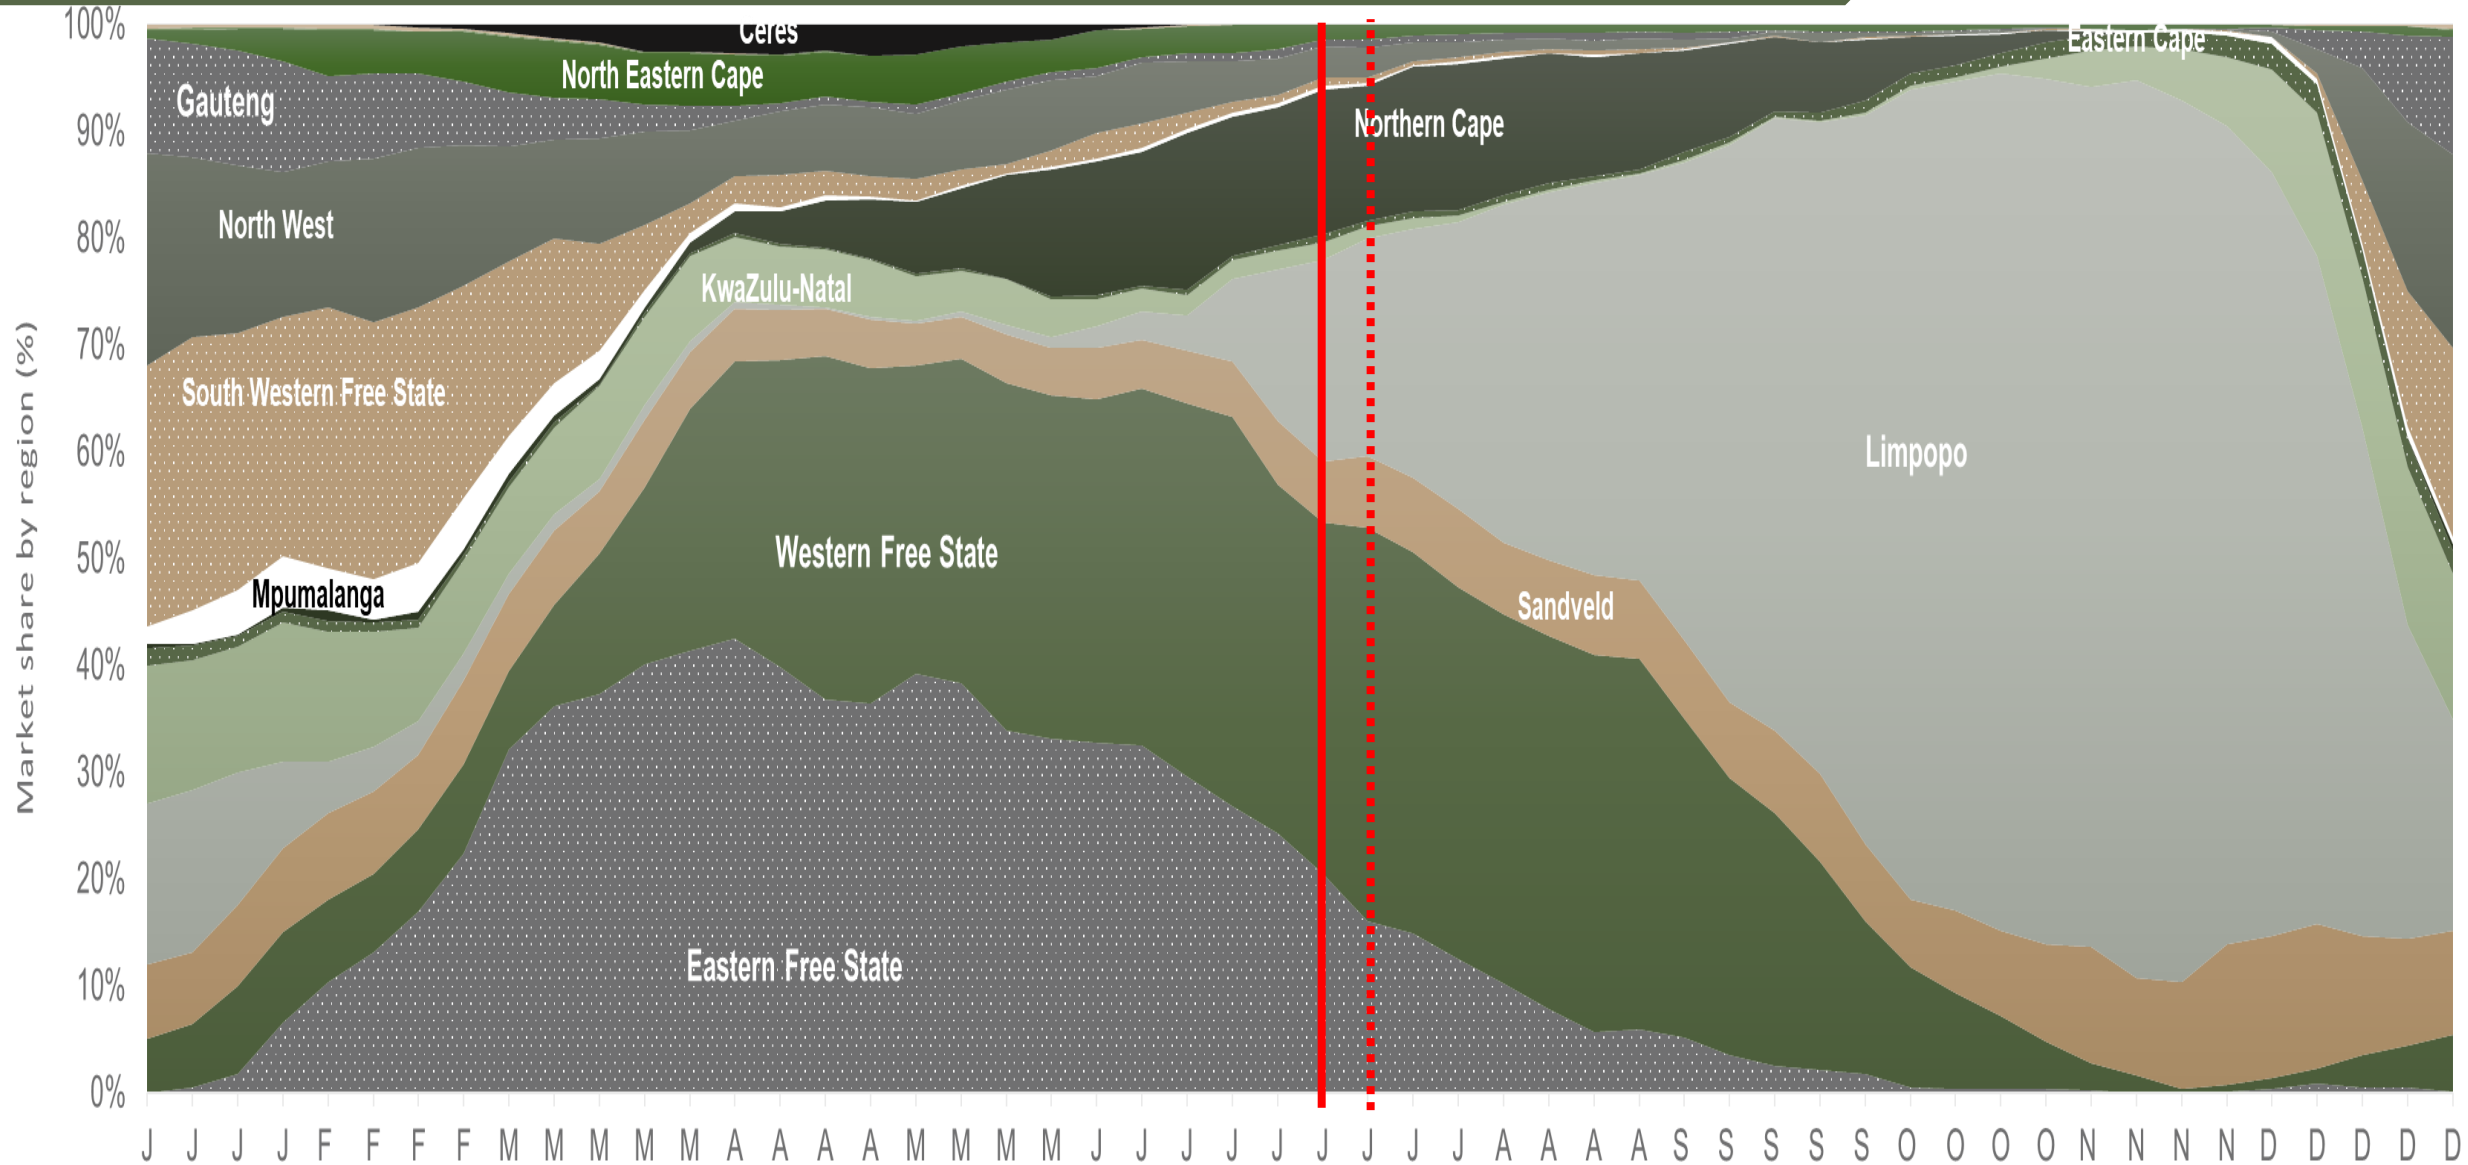 100%
90%
80%
70%
60%
50%
40%
30%
20%
10%
0%
Market share by region (%)
Ceres
North Eastern Cape
Eastern Cape
Gauteng
Northern Cape
North West
KwaZulu-Natal
South Western Free State
Limpopo
Western Free State
Mpumalanga
Sandveld
Eastern Free State
J J J J F F F F M M M M M A A A A M M M M J J J J J J J J J A A A A S S S S S O O O O N N N N D D D D D